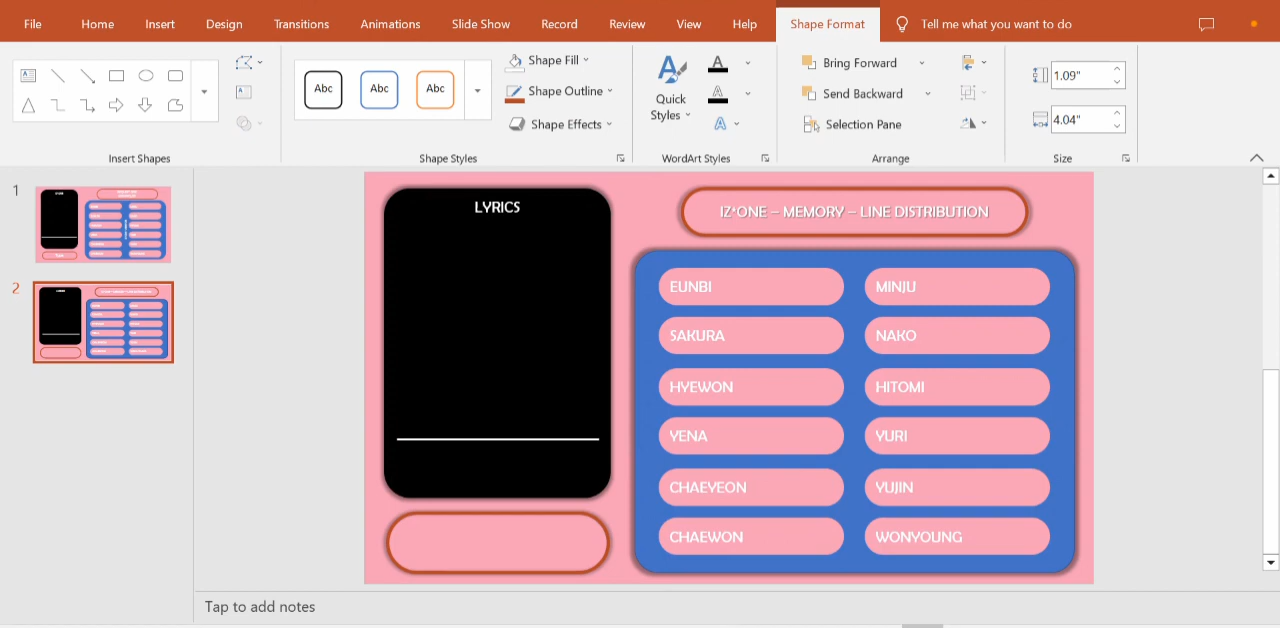 File Home Insert Design Transitions Animations Slide Show Record Review View Help Shape Format Tell me what you want to do
Abc Abc Abc
Shape Fill
Shape Outline
Shape Effects
Quick Styles
Bring Forward
Send Backward
Selection Pane
1.09"
4.04"
Insert Shapes Shape Styles WordArt Styles Arrange Size
1
2
LYRICS
IZ*ONE – MEMORY – LINE DISTRIBUTION
EUNBI MINJU
SAKURA NAKO
HYEWON HITOMI
YENA YURI
CHAEYEON YUJIN
CHAEWON WONYOUNG
Tap to add notes